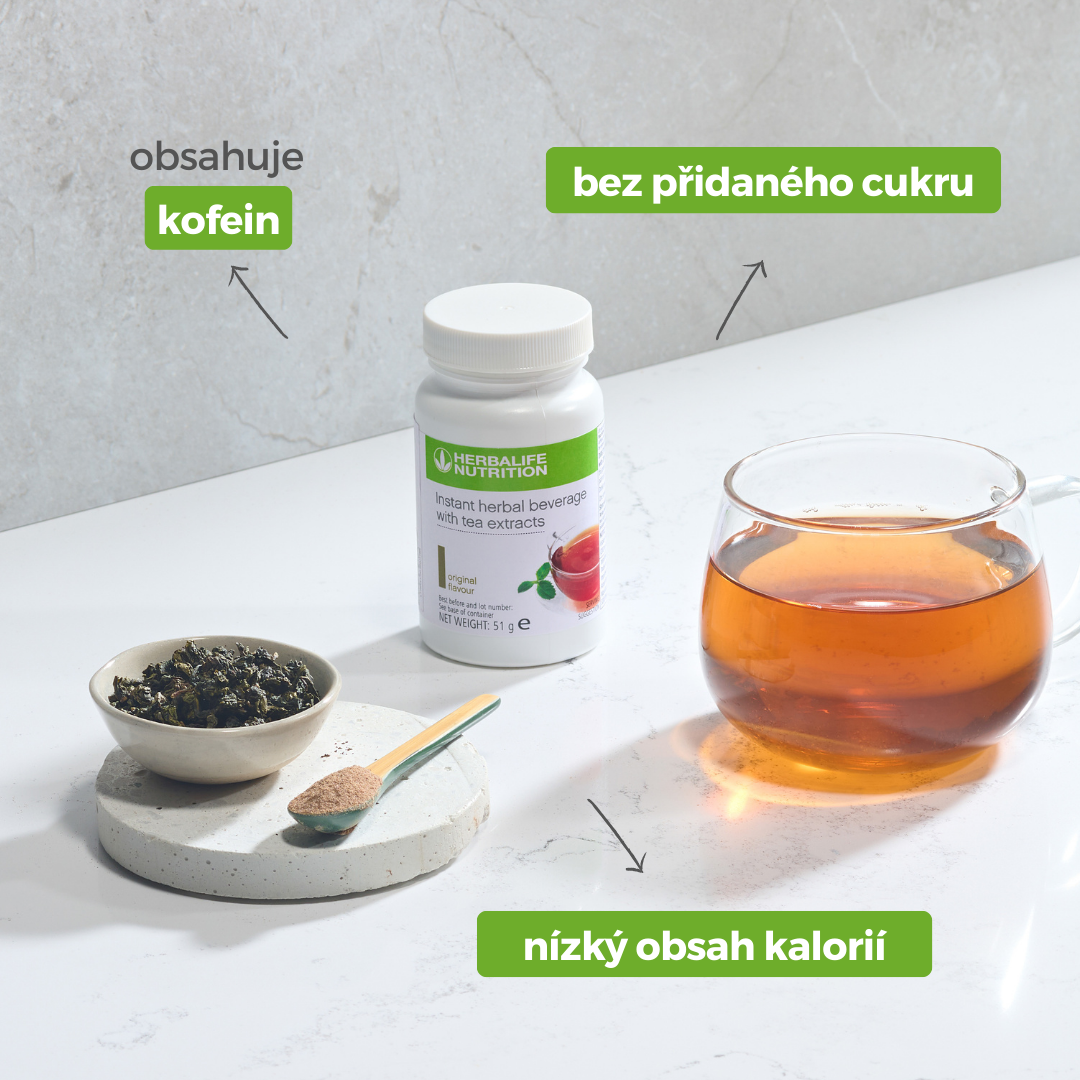 obsahuje
kofein
bez přidaného cukru
HERBALIFE
NUTRITION
Instant herbal beverage
with tea extracts
original
flavour
Best before and lot number:
See base of container
NET WEIGHT: 51 g e
nízký obsah kalorií